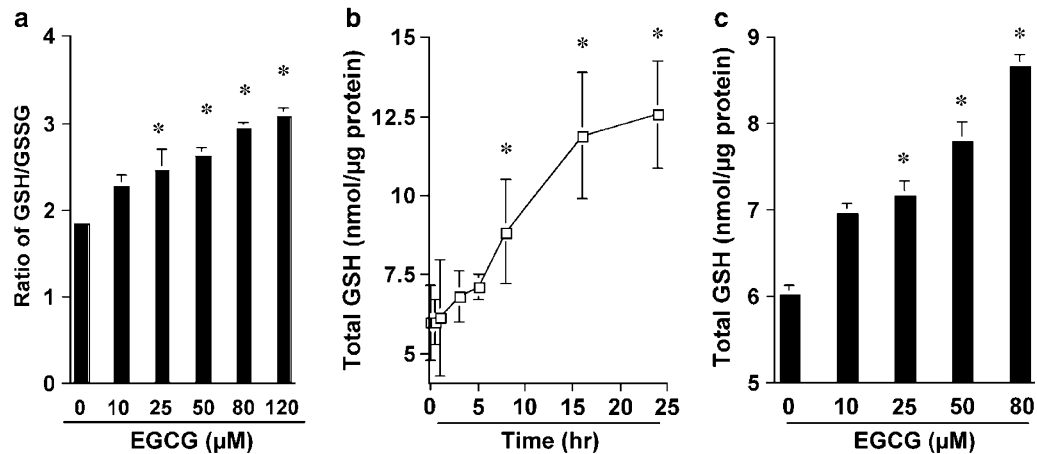 a
Ratio of GSH/GSSG
4
3
2
1
0
* * * *
0 10 25 50 80 120
EGCG (µM)
b
Total GSH (nmol/µg protein)
15
12.5
10
7.5
5
* * *
0 5 10 15 20 25
Time (hr)
c
Total GSH (nmol/µg protein)
9
8
7
6
5
* * *
0 10 25 50 80
EGCG (µM)